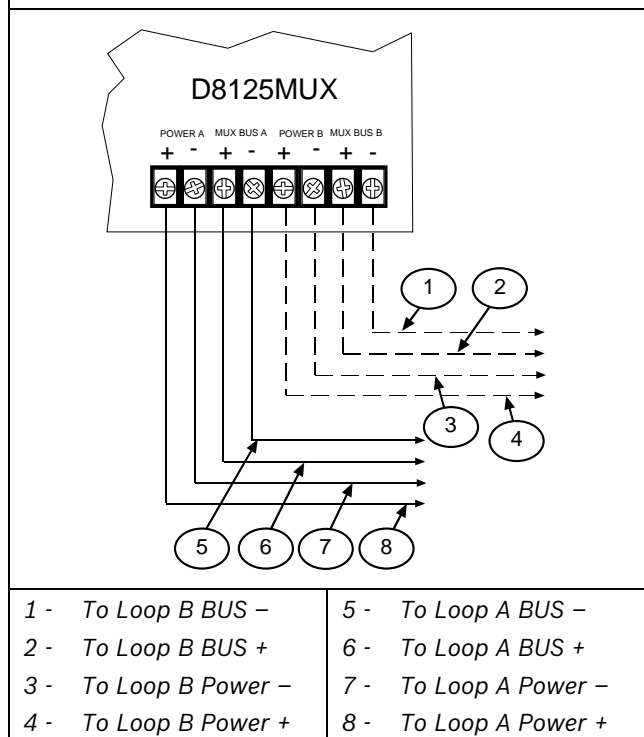 D8125MUX
POWER A MUX BUS A POWER B MUX BUS B
+ - + - + - + -
1 2
3 4
5 6 7 8
1 - To Loop B BUS –
2 - To Loop B BUS +
3 - To Loop B Power –
4 - To Loop B Power +
5 - To Loop A BUS –
6 - To Loop A BUS +
7 - To Loop A Power –
8 - To Loop A Power +